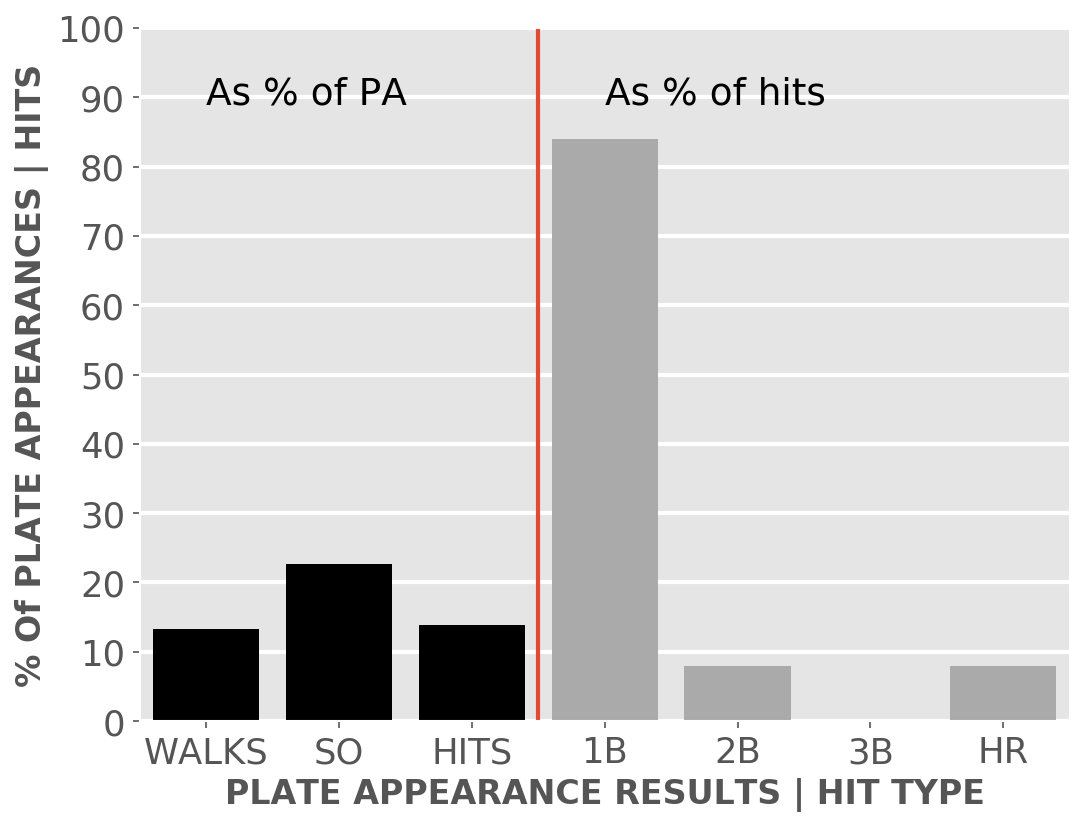 % Of PLATE APPEARANCES | HITS
100
90
80
70
60
50
40
30
20
10
0
As % of PA
As % of hits
WALKS SO HITS 1B 2B 3B HR
PLATE APPEARANCE RESULTS | HIT TYPE